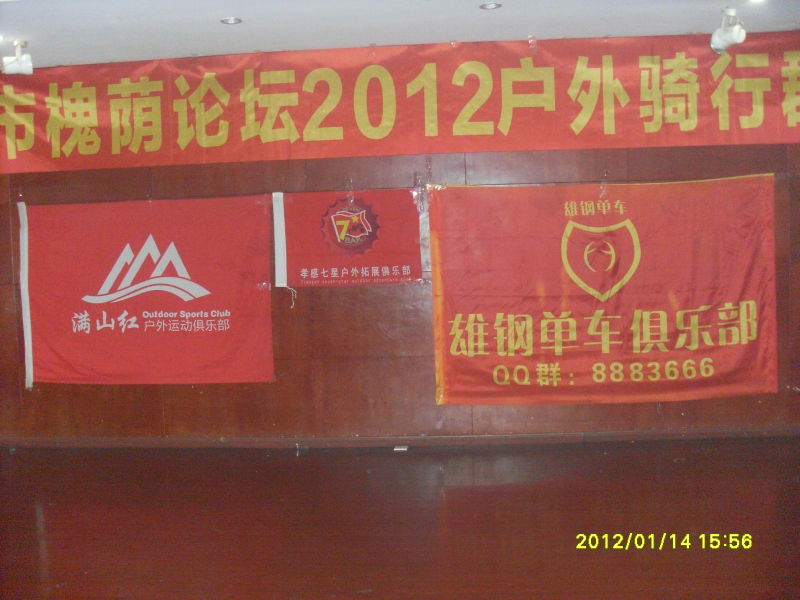 市槐荫论坛2012户外骑行群
满山红
Outdoor Sports Club
户外运动俱乐部
7
孝感七星户外拓展俱乐部
雄钢单车
雄钢单车俱乐部
QQ群：8883666
2012/01/14 15:56